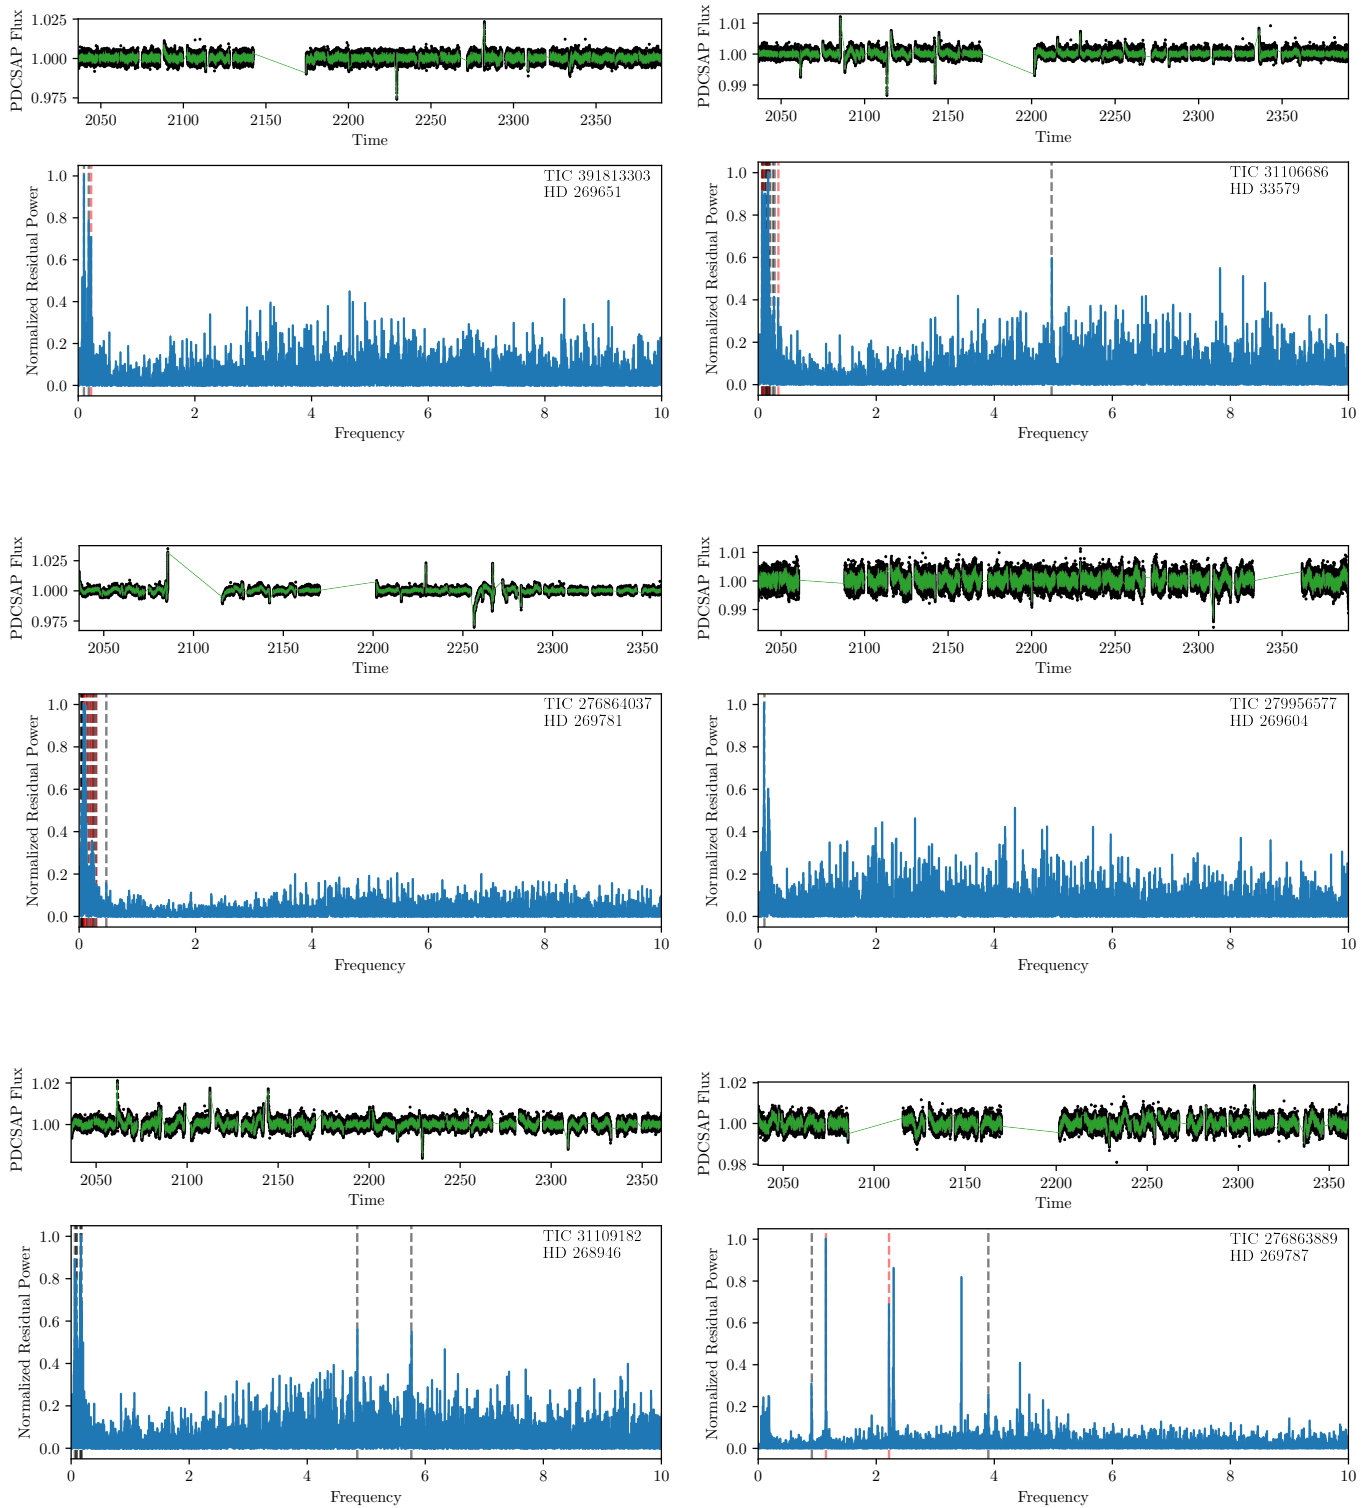 PDCSAP Flux
1.025
1.000
0.975
2050 2100 2150 2200 2250 2300 2350
Time
Normalized Residual Power
1.0
0.8
0.6
0.4
0.2
0.0
TIC 391813303
HD 269651
0 2 4 6 8 10
Frequency
PDCSAP Flux
1.01
1.00
0.99
2050 2100 2150 2200 2250 2300 2350
Time
Normalized Residual Power
1.0
0.8
0.6
0.4
0.2
0.0
TIC 31106686
HD 33579
0 2 4 6 8 10
Frequency
PDCSAP Flux
1.025
1.000
0.975
2050 2100 2150 2200 2250 2300 2350
Time
Normalized Residual Power
1.0
0.8
0.6
0.4
0.2
0.0
TIC 276864037
HD 269781
0 2 4 6 8 10
Frequency
PDCSAP Flux
1.01
1.00
0.99
2050 2100 2150 2200 2250 2300 2350
Time
Normalized Residual Power
1.0
0.8
0.6
0.4
0.2
0.0
TIC 279956577
HD 269604
0 2 4 6 8 10
Frequency
PDCSAP Flux
1.02
1.00
2050 2100 2150 2200 2250 2300 2350
Time
Normalized Residual Power
1.0
0.8
0.6
0.4
0.2
0.0
TIC 31109182
HD 268946
0 2 4 6 8 10
Frequency
PDCSAP Flux
1.02
1.00
0.98
2050 2100 2150 2200 2250 2300 2350
Time
Normalized Residual Power
1.0
0.8
0.6
0.4
0.2
0.0
TIC 276863889
HD 269787
0 2 4 6 8 10
Frequency